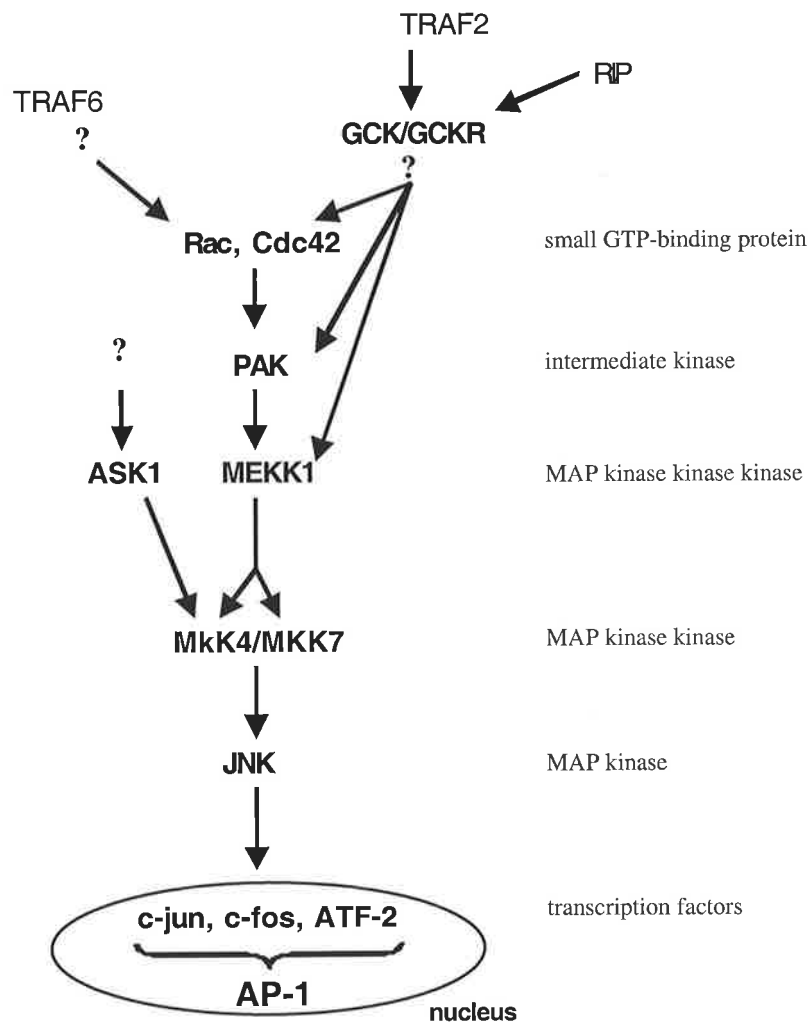 TRAF2
RIP
TRAF6
?
GCK/GCKR
?
Rac, Cdc42
small GTP-binding protein
?
PAK
intermediate kinase
ASK1
MEKK1
MAP kinase kinase kinase
MkK4/MKK7
MAP kinase kinase
JNK
MAP kinase
c-jun, c-fos, ATF-2
transcription factors
AP-1
nucleus